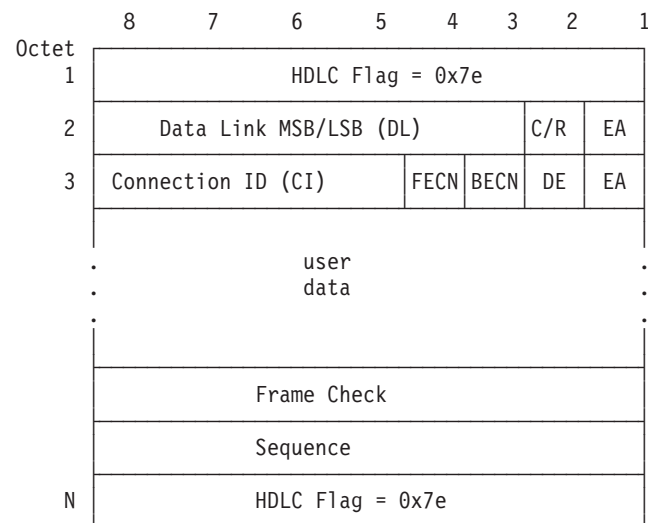 8 7 6 5 4 3 2 1
Octet
1 HDLC Flag = 0x7e
2 Data Link MSB/LSB (DL) C/R EA
3 Connection ID (CI) FECN BECN DE EA
. user .
. data .
. .
Frame Check
Sequence
N HDLC Flag = 0x7e